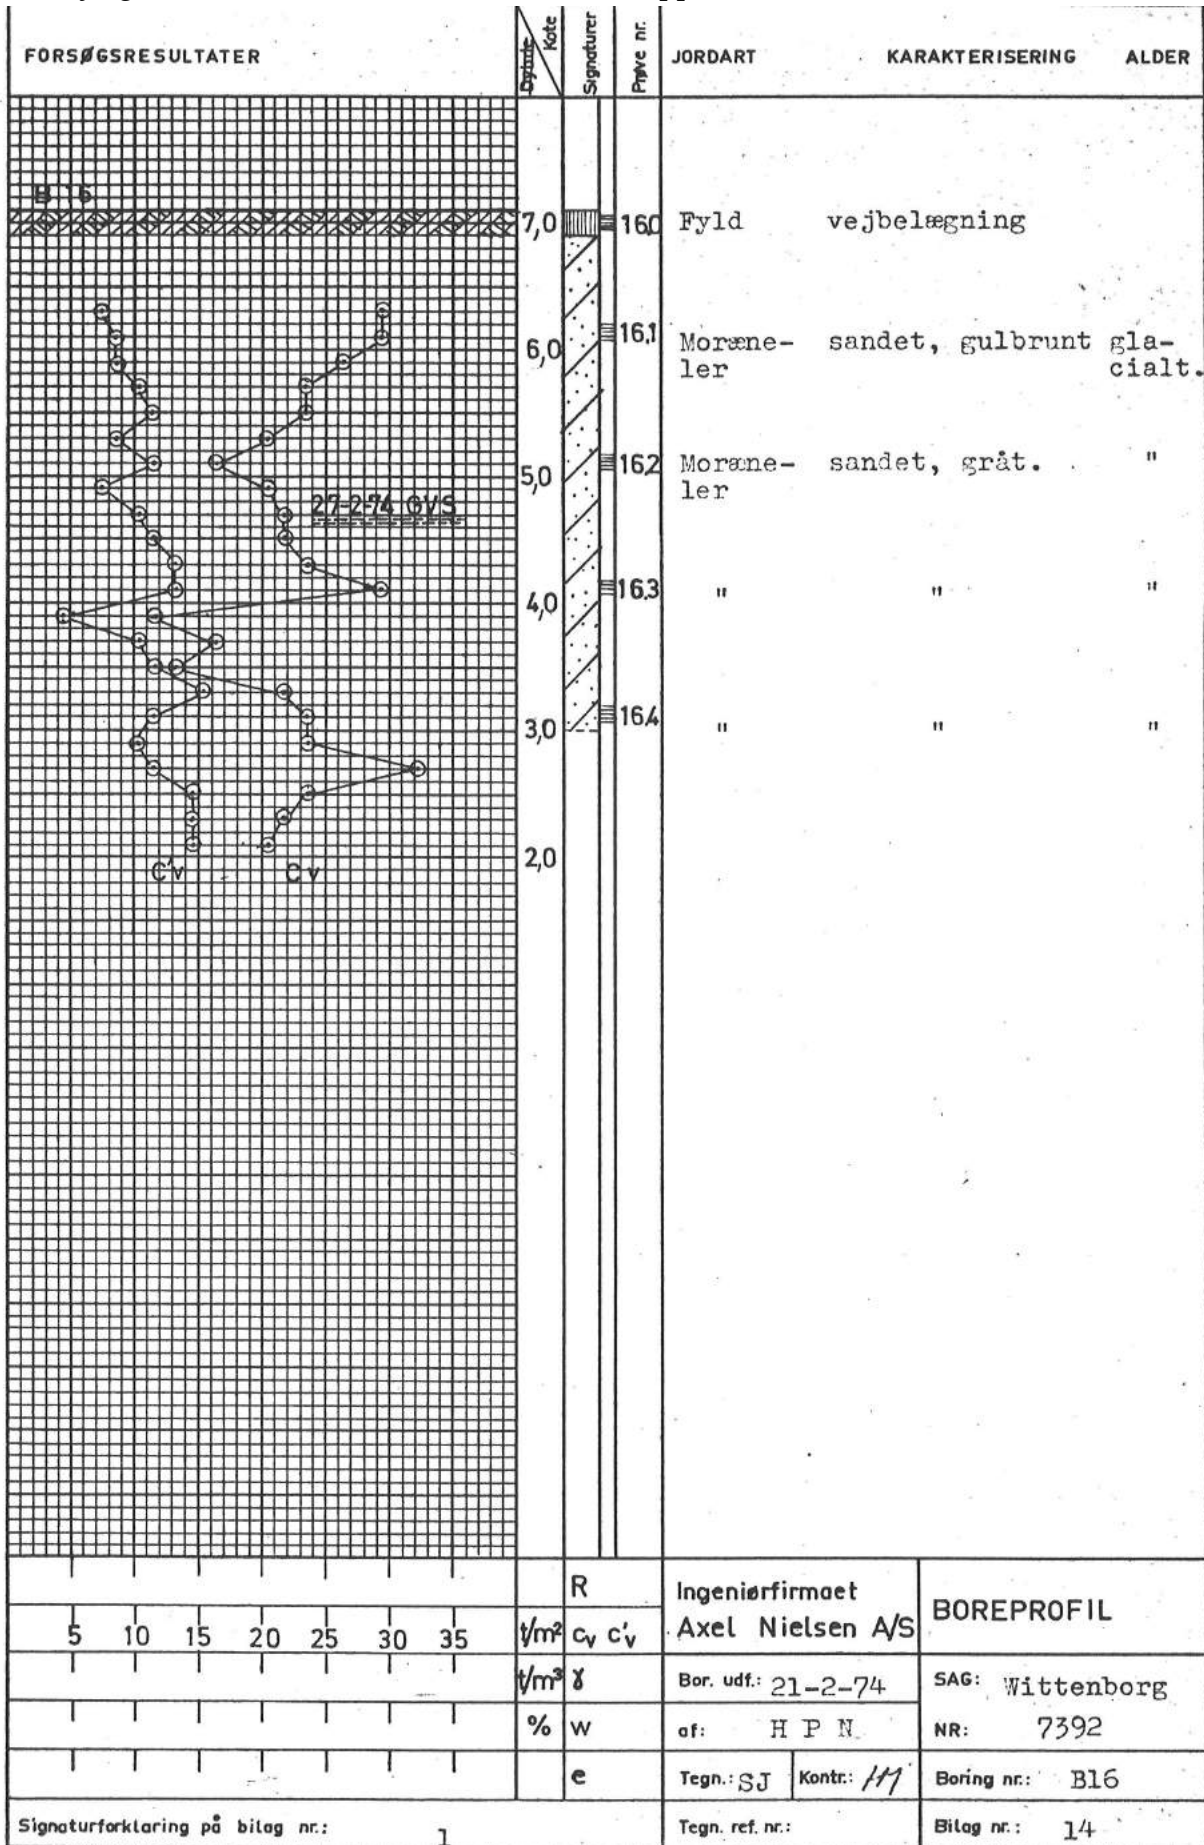 FORSØGSRESULTATER
Dybde
Kote
Signaturer
Prøve nr.
JORDART KARAKTERISERING ALDER
B 16
7,0 16,0 Fyld vejbelægning
16,1 Moræne- sandet, gulbrunt gla-
6,0 ler cialt.
16,2 Moræne- sandet, gråt. "
5,0 ler
27-2-74 GVS
4,0 16,3 " " "
3,0 16,4 " " "
2,0
C'v Cv
R
5 10 15 20 25 30 35 t/m² cv c'v
t/m³ γ
% w
e
Ingeniørfirmaet
Axel Nielsen A/S
BOREPROFIL
Bor. udf.: 21-2-74 SAG: Wittenborg
af: H P N NR: 7392
Tegn.: SJ Kontr.: Boring nr.: B16
Signaturforklaring på bilag nr.: 1 Tegn. ref. nr.: Bilag nr.: 14